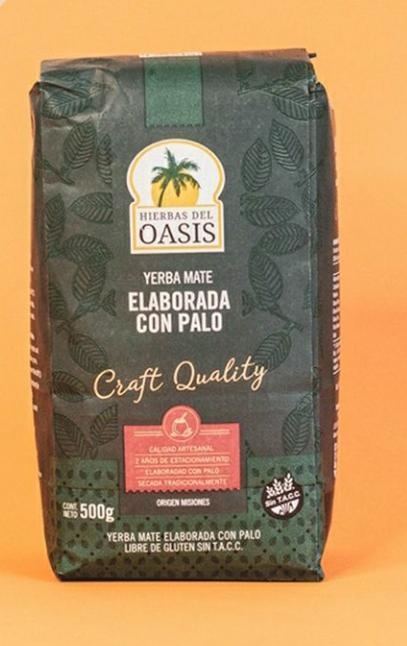 HIERBAS DEL
OASIS
YERBA MATE
ELABORADA
CON PALO
Craft Quality
CALIDAD ARTESANAL
2 AÑOS DE ESTACIONAMIENTO
ELABORADAD CON PALO
SECADA TRADICIONALMENTE
ORIGEN MISIONES
CONT.
NETO 500g
Sin T.A.C.C.
YERBA MATE ELABORADA CON PALO
LIBRE DE GLUTEN SIN T.A.C.C.